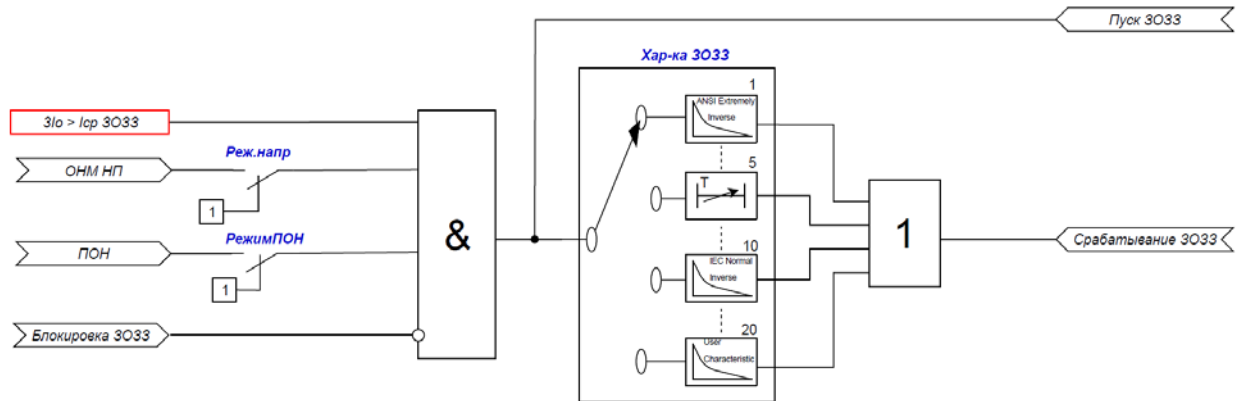 Пуск ЗОЗЗ
Хар-ка ЗОЗЗ
1
ANSI Extremely
Inverse
3Io > Iср ЗОЗЗ
Реж.напр
ОНМ НП
1
5
T
&
1
РежимПОН
ПОН
1
10
IEC Normal
Inverse
Срабатывание ЗОЗЗ
Блокировка ЗОЗЗ
20
User
Characteristic